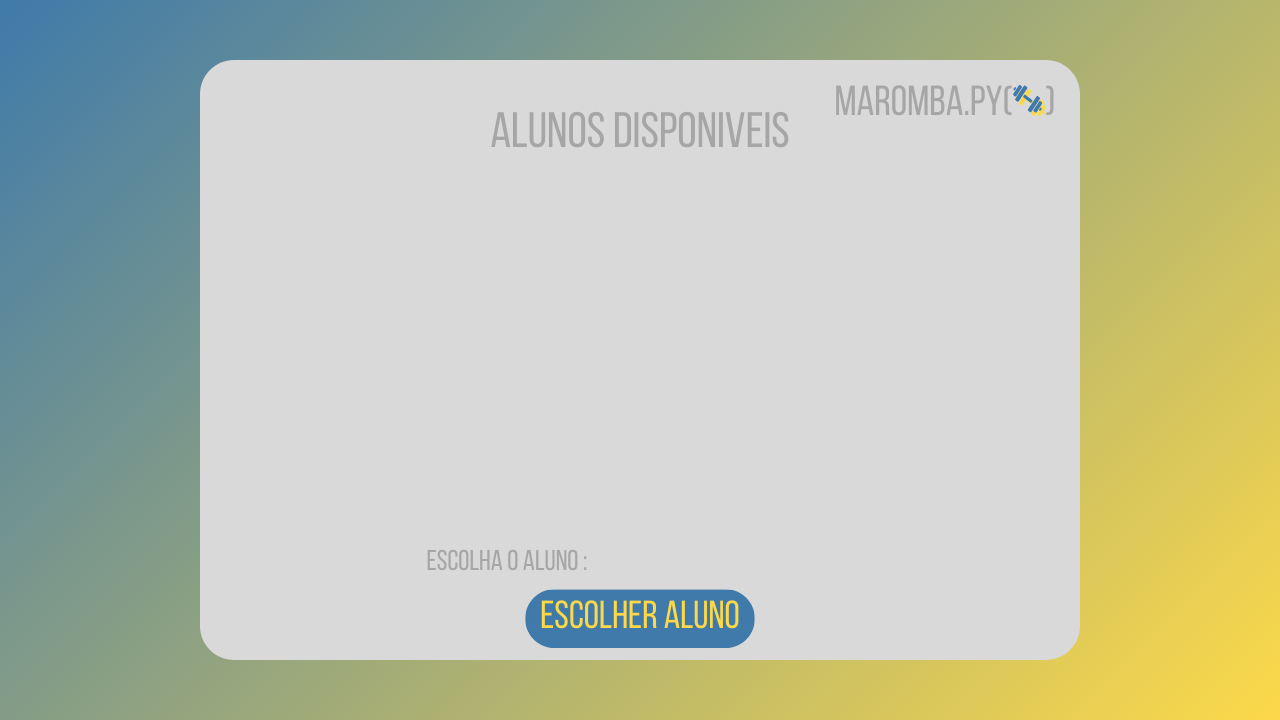 MAROMBA.PY( )
ALUNOS DISPONIVEIS
ESCOLHA O ALUNO :
ESCOLHER ALUNO